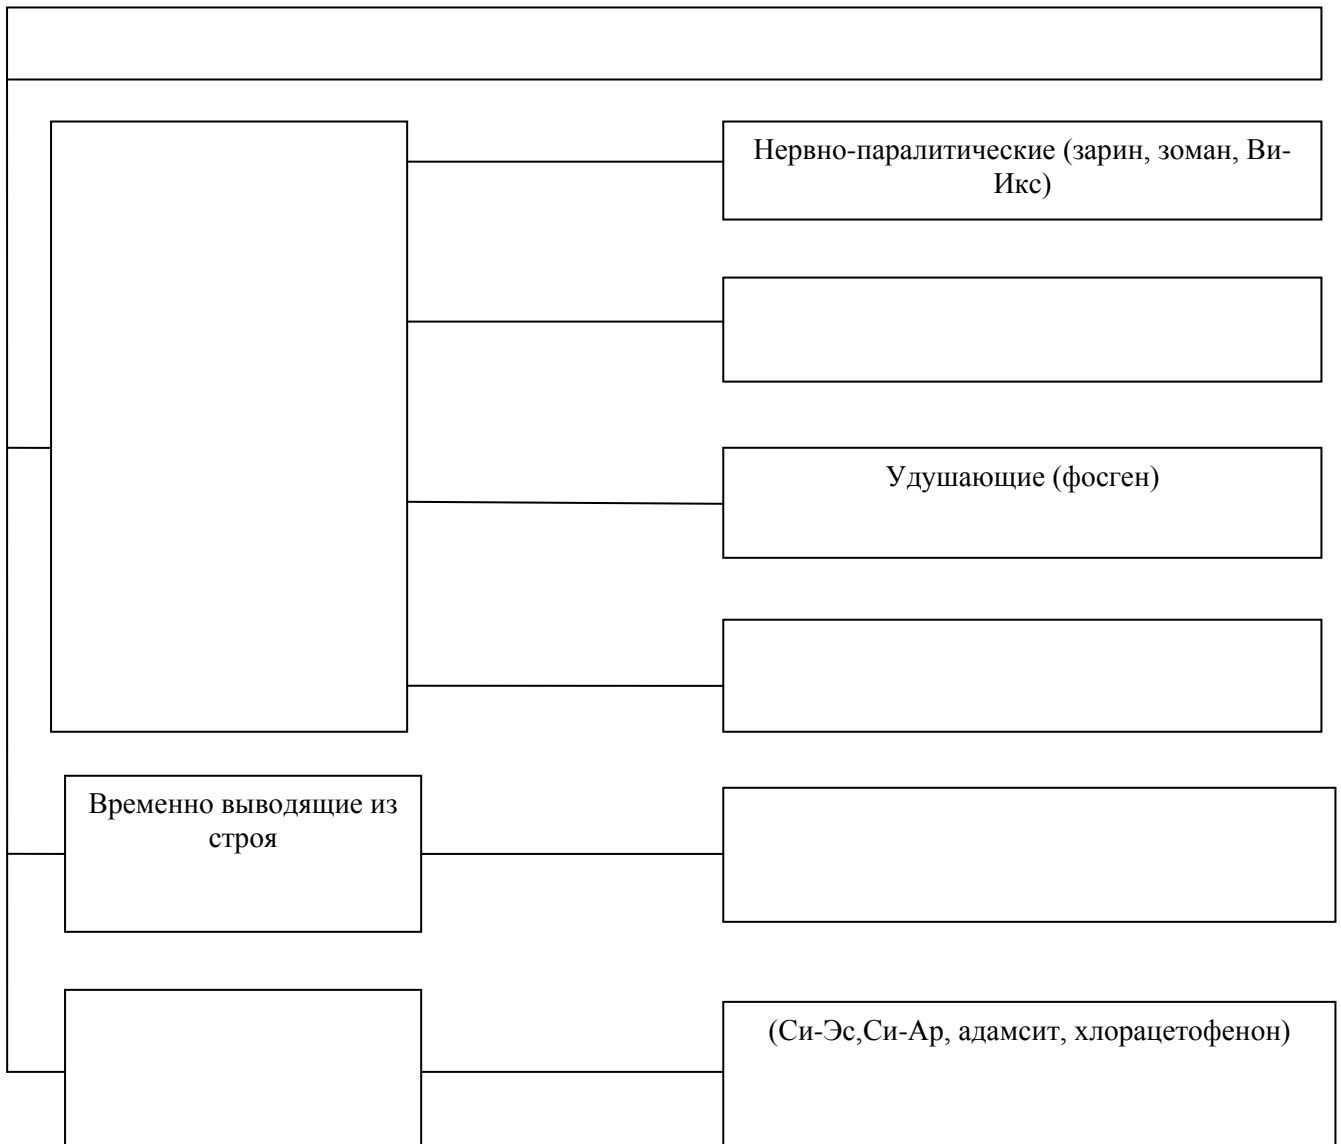 Нервно-паралитические (зарин, зоман, Ви-
Икс)
Удушающие (фосген)
Временно выводящие из
строя
(Си-Эс,Си-Ар, адамсит, хлорацетофенон)